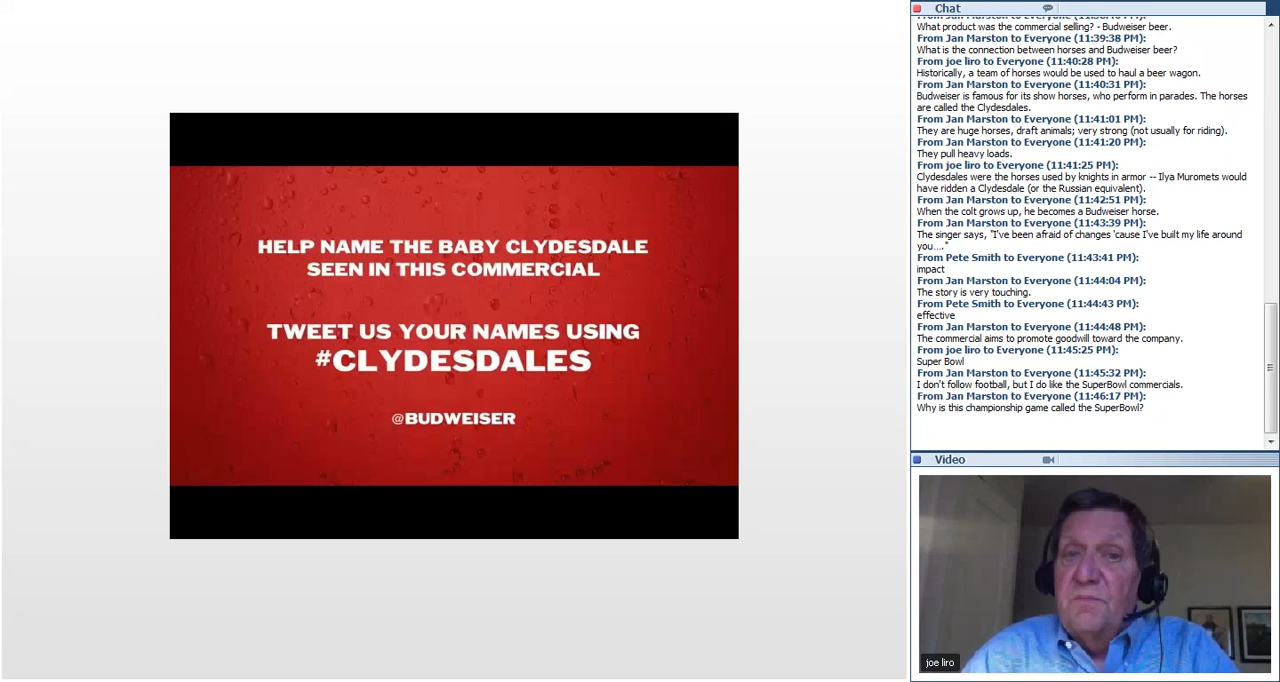 HELP NAME THE BABY CLYDESDALE
SEEN IN THIS COMMERCIAL
TWEET US YOUR NAMES USING
#CLYDESDALES
@BUDWEISER
Chat
What product was the commercial selling? - Budweiser beer.
From Jan Marston to Everyone (11:39:38 PM):
What is the connection between horses and Budweiser beer?
From joe liro to Everyone (11:40:28 PM):
Historically, a team of horses would be used to haul a beer wagon.
From Jan Marston to Everyone (11:40:31 PM):
Budweiser is famous for its show horses, who perform in parades. The horses
are called the Clydesdales.
From Jan Marston to Everyone (11:41:01 PM):
They are huge horses, draft animals; very strong (not usually for riding).
From Jan Marston to Everyone (11:41:20 PM):
They pull heavy loads.
From joe liro to Everyone (11:41:25 PM):
Clydesdales were the horses used by knights in armor -- Ilya Muromets would
have ridden a Clydesdale (or the Russian equivalent).
From Jan Marston to Everyone (11:42:51 PM):
When the colt grows up, he becomes a Budweiser horse.
From Jan Marston to Everyone (11:43:39 PM):
The singer says, "I've been afraid of changes 'cause I've built my life around
you...."
From Pete Smith to Everyone (11:43:41 PM):
impact
From Jan Marston to Everyone (11:44:04 PM):
The story is very touching.
From Pete Smith to Everyone (11:44:43 PM):
effective
From Jan Marston to Everyone (11:44:48 PM):
The commercial aims to promote goodwill toward the company.
From joe liro to Everyone (11:45:25 PM):
Super Bowl
From Jan Marston to Everyone (11:45:32 PM):
I don't follow football, but I do like the SuperBowl commercials.
From Jan Marston to Everyone (11:46:17 PM):
Why is this championship game called the SuperBowl?
Video
joe liro